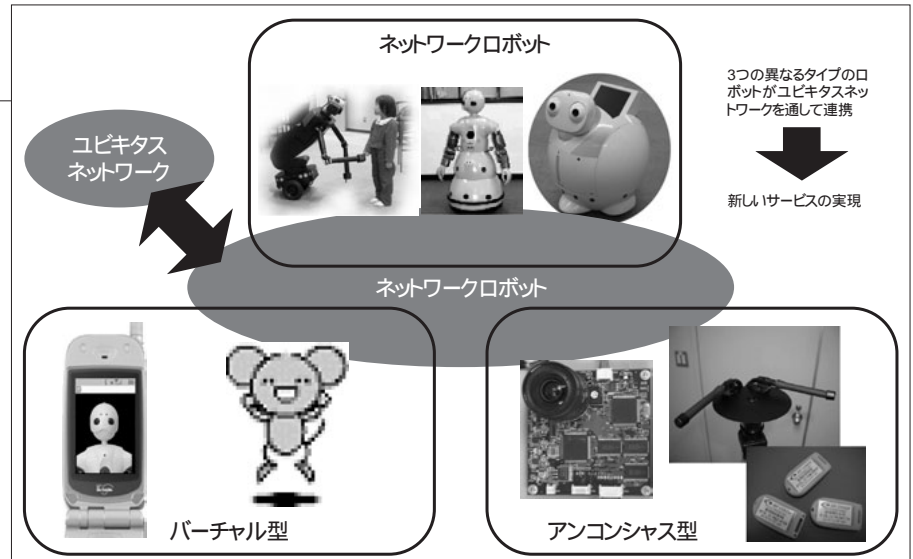 ネットワークロボット
3つの異なるタイプのロ
ボットがユビキタスネッ
トワークを通して連携
新しいサービスの実現
ユビキタス
ネットワーク
ネットワークロボット
バーチャル型
アンコンシャス型